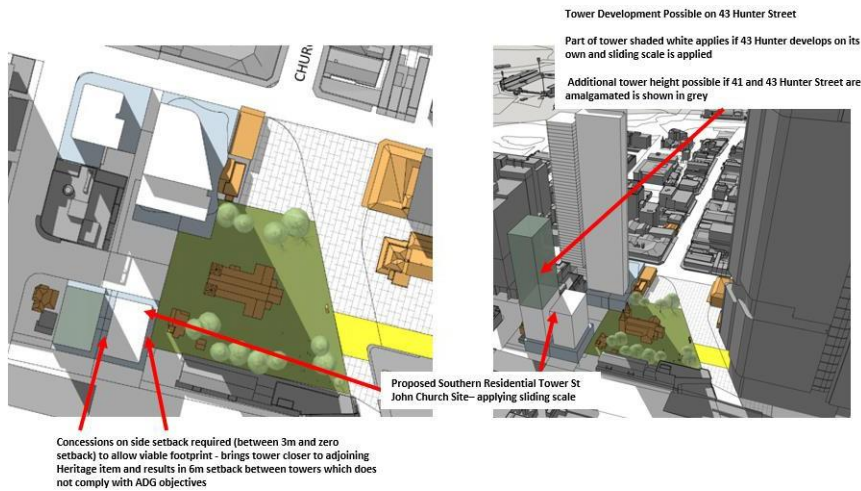 Tower Development Possible on 43 Hunter Street
Part of tower shaded white applies if 43 Hunter develops on its
own and sliding scale is applied
Additional tower height possible if 41 and 43 Hunter Street are
amalgamated is shown in grey
CHURC
Proposed Southern Residential Tower St
John Church Site– applying sliding scale
Concessions on side setback required (between 3m and zero
setback) to allow viable footprint - brings tower closer to adjoining
Heritage item and results in 6m setback between towers which does
not comply with ADG objectives